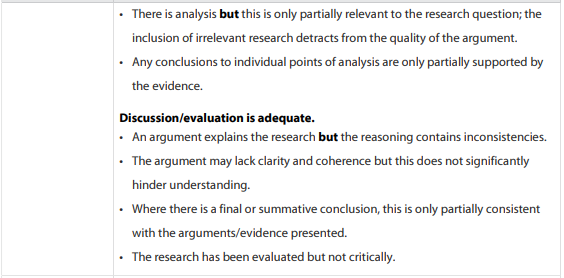 • There is analysis but this is only partially relevant to the research question; the
inclusion of irrelevant research detracts from the quality of the argument.
• Any conclusions to individual points of analysis are only partially supported by
the evidence.
Discussion/evaluation is adequate.
• An argument explains the research but the reasoning contains inconsistencies.
• The argument may lack clarity and coherence but this does not significantly
hinder understanding.
• Where there is a final or summative conclusion, this is only partially consistent
with the arguments/evidence presented.
• The research has been evaluated but not critically.